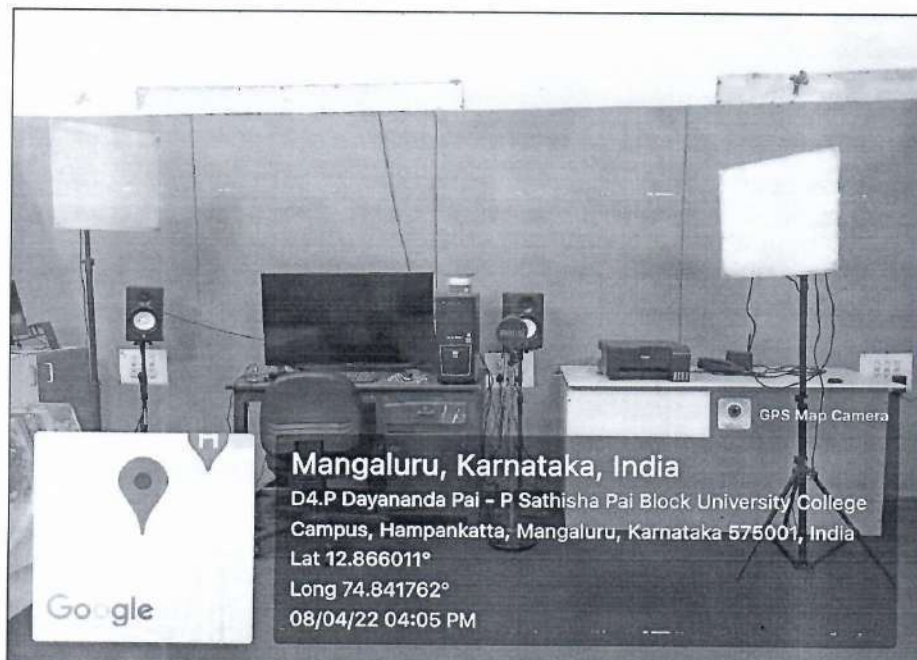 GPS Map Camera
Mangaluru, Karnataka, India
D4.P Dayananda Pai - P Sathisha Pai Block University College
Campus, Hampankatta, Mangaluru, Karnataka 575001, India
Lat 12.866011°
Long 74.841762°
08/04/22 04:05 PM
Google